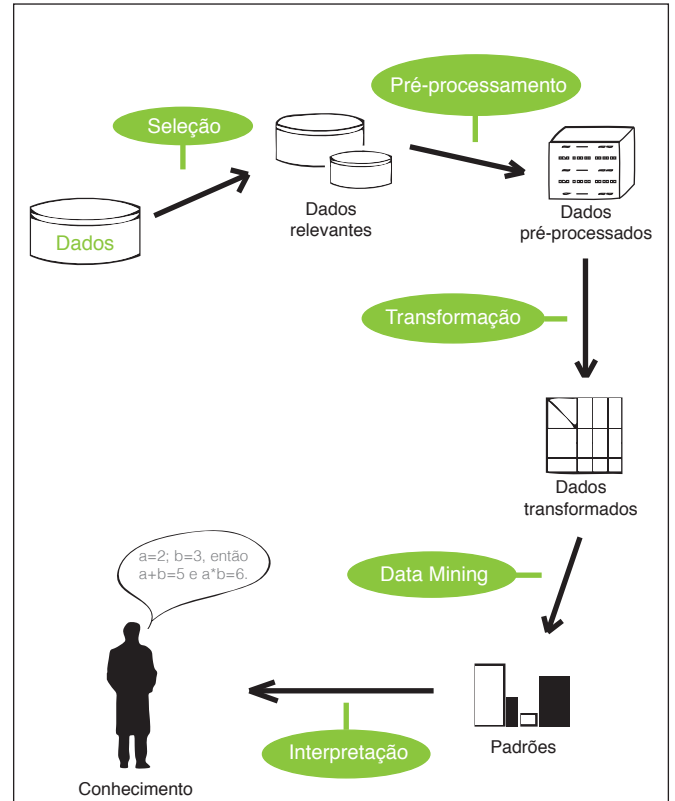 Pré-processamento
Seleção
Dados
relevantes
Dados
pré-processados
Dados
Transformação
Dados
transformados
a=2; b=3, então
a+b=5 e a*b=6.
Data Mining
Interpretação
Padrões
Conhecimento